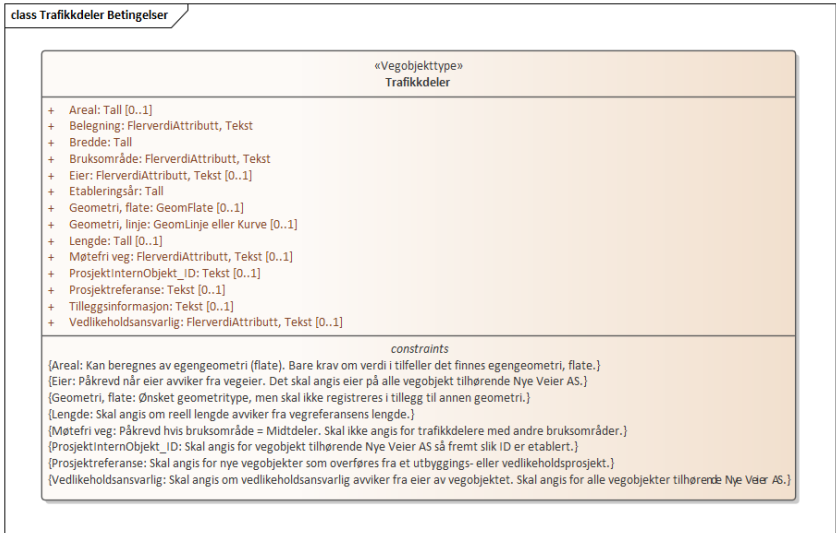 class Trafikkdeler Betingelser
«Vegobjekttype»
Trafikkdeler
+ Areal: Tall [0..1]
+ Belegning: FlerverdiAttributt, Tekst
+ Bredde: Tall
+ Bruksområde: FlerverdiAttributt, Tekst
+ Eier: FlerverdiAttributt, Tekst [0..1]
+ Etableringsår: Tall
+ Geometri, flate: GeomFlate [0..1]
+ Geometri, linje: GeomLinje eller Kurve [0..1]
+ Lengde: Tall [0..1]
+ Møtefri veg: FlerverdiAttributt, Tekst [0..1]
+ ProsjektInternObjekt_ID: Tekst [0..1]
+ Prosjektreferanse: Tekst [0..1]
+ Tilleggsinformasjon: Tekst [0..1]
+ Vedlikeholdsansvarlig: FlerverdiAttributt, Tekst [0..1]
constraints
{Areal: Kan beregnes av egengeometri (flate). Bare krav om verdi i tilfeller det finnes egengeometri, flate.}
{Eier: Påkrevd når eier avviker fra vegeier. Det skal angis eier på alle vegobjekt tilhørende Nye Veier AS.}
{Geometri, flate: Ønsket geometritype, men skal ikke registreres i tillegg til annen geometri.}
{Lengde: Skal angis om reell lengde avviker fra vegreferansens lengde.}
{Møtefri veg: Påkrevd hvis bruksområde = Midtdeler. Skal ikke angis for trafikkdelere med andre bruksområder.}
{ProsjektInternObjekt_ID: Skal angis for vegobjekt tilhørende Nye Veier AS så fremt slik ID er etablert.}
{Prosjektreferanse: Skal angis for nye vegobjekter som overføres fra et utbyggings- eller vedlikeholdsprosjekt.}
{Vedlikeholdsansvarlig: Skal angis om vedlikeholdsansvarlig avviker fra eier av vegobjektet. Skal angis for alle vegobjekter tilhørende Nye Veier AS.}